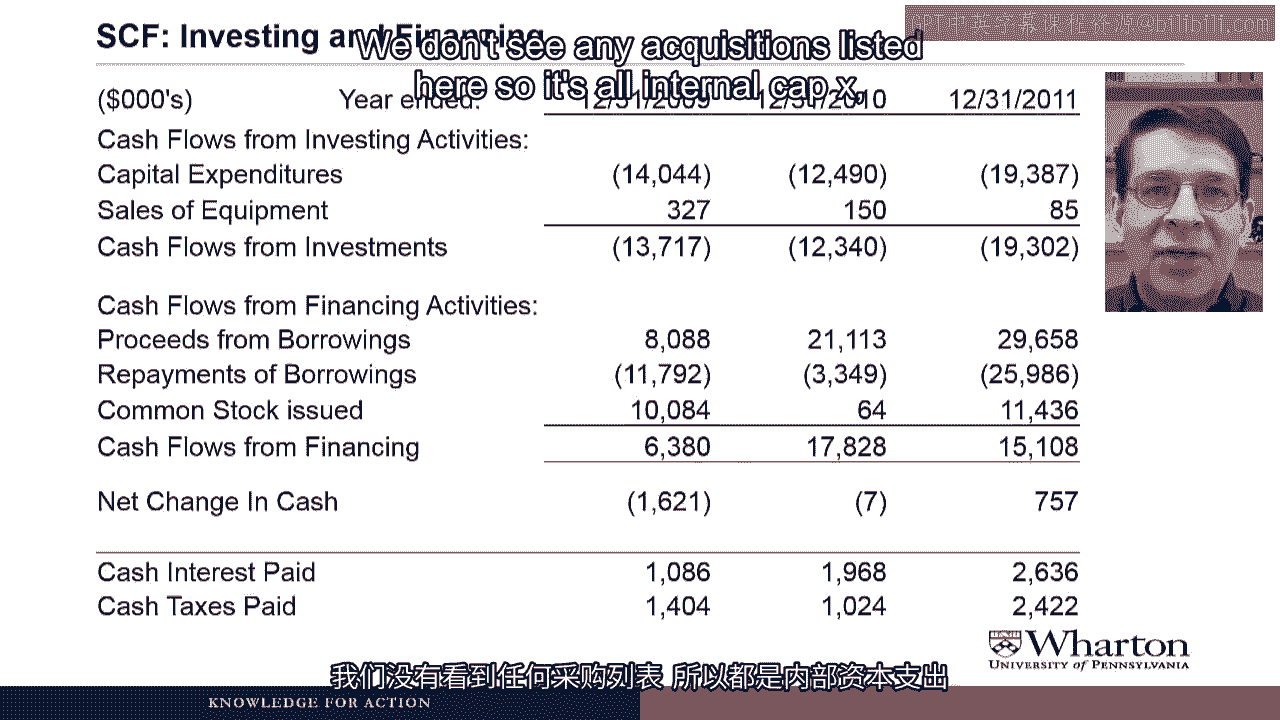 SCF: Investing and Financing
We don't see any acquisitions listed
here so it's all internal cap x,
($000's) Year ended: 12/31/2009 12/31/2010 12/31/2011
Cash Flows from Investing Activities:
Capital Expenditures (14,044) (12,490) (19,387)
Sales of Equipment 327 150 85
Cash Flows from Investments (13,717) (12,340) (19,302)
Cash Flows from Financing Activities:
Proceeds from Borrowings 8,088 21,113 29,658
Repayments of Borrowings (11,792) (3,349) (25,986)
Common Stock issued 10,084 64 11,436
Cash Flows from Financing 6,380 17,828 15,108
Net Change In Cash (1,621) (7) 757
Cash Interest Paid 1,086 1,968 2,636
Cash Taxes Paid 1,404 1,024 2,422
Wharton
UNIVERSITY of PENNSYLVANIA
我们没有看到任何采购列表 所以都是内部资本支出
KNOWLEDGE FOR ACTION